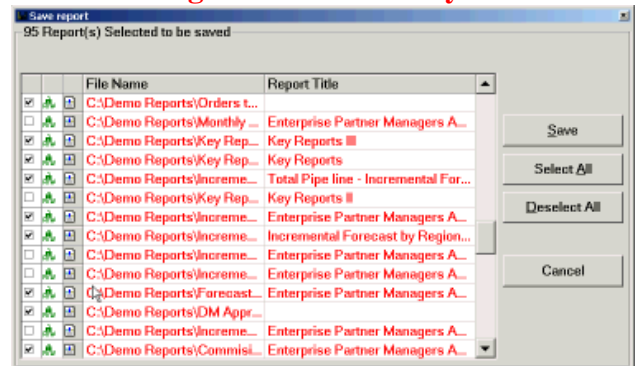 Save report
95 Report(s) Selected to be saved
File Name Report Title
C:\Demo Reports\Orders t...
C:\Demo Reports\Monthly ... Enterprise Partner Managers A...
C:\Demo Reports\Key Rep... Key Reports III
C:\Demo Reports\Key Rep... Key Reports
C:\Demo Reports\Increme... Total Pipe line - Incremental For...
C:\Demo Reports\Key Rep... Key Reports II
C:\Demo Reports\Increme... Enterprise Partner Managers A...
C:\Demo Reports\Increme... Incremental Forecast by Region...
C:\Demo Reports\Increme... Enterprise Partner Managers A...
C:\Demo Reports\Increme... Enterprise Partner Managers A...
C:\Demo Reports\Forecast... Enterprise Partner Managers A...
C:\Demo Reports\DM Appr...
C:\Demo Reports\Increme... Enterprise Partner Managers A...
C:\Demo Reports\Commisi... Enterprise Partner Managers A...
Save
Select All
Deselect All
Cancel